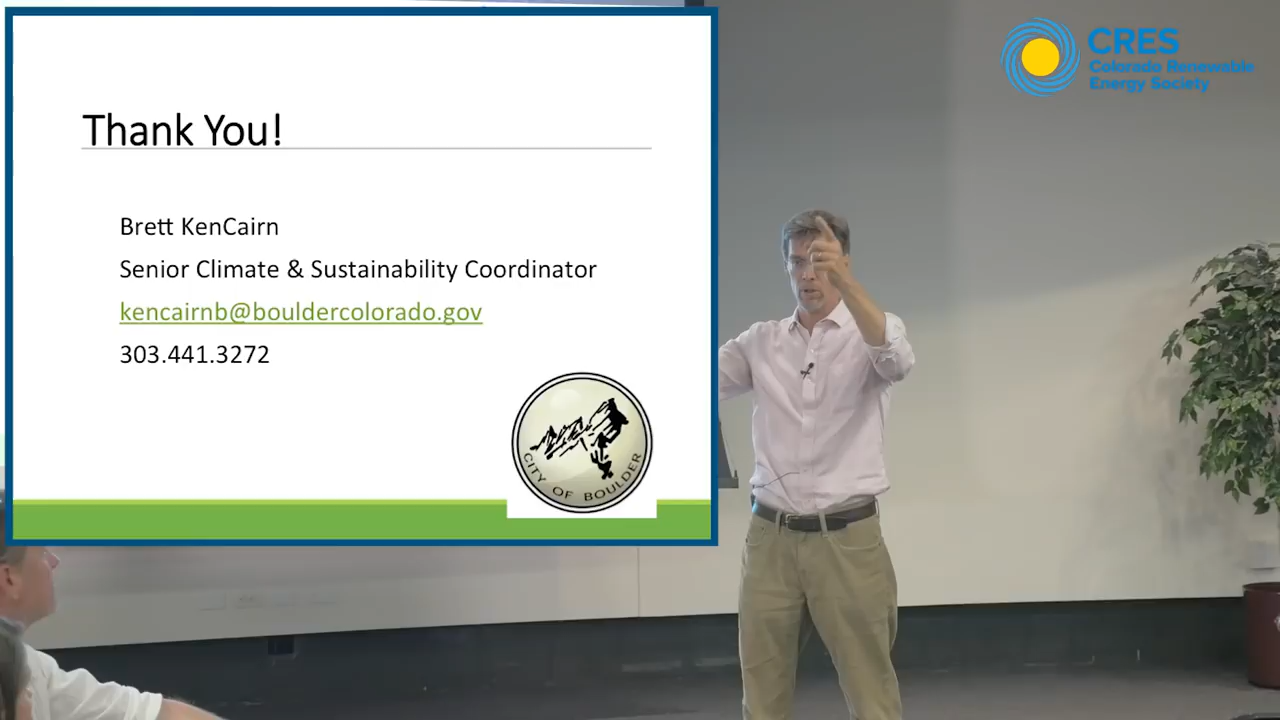 Thank You!
Brett KenCairn
Senior Climate & Sustainability Coordinator
kencairnb@bouldercolorado.gov
303.441.3272
CITY OF BOULDER
CRES
Colorado Renewable
Energy Society